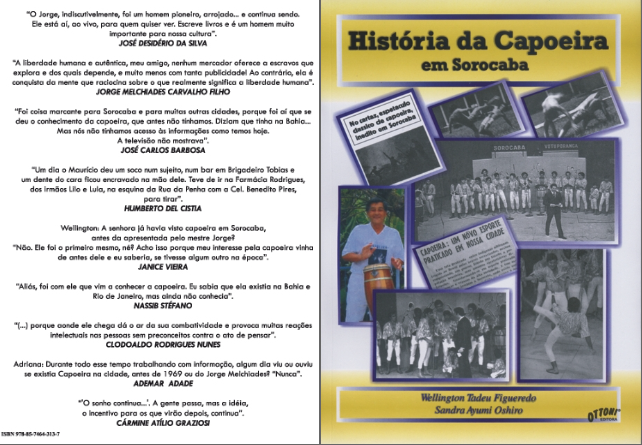 “O Jorge, indiscutivelmente, foi um homem pioneiro, arrojado... e continua sendo.
Ele está aí, ao vivo, para quem quiser ver. Escreve livros e é um homem muito
importante para nossa cultura”.
JOSÉ DESIDÉRIO DA SILVA
“A liberdade humana e autêntica, meu amigo, nenhum mercador oferece a escravos que
explora e dos quais depende, e muito menos com tanta publicidade! Ao contrário, ela é
conquista da mente que raciocina sobre o que realmente significa a liberdade humana”.
JORGE MELCHIADES CARVALHO FILHO
“Foi coisa marcante para Sorocaba e para muitas outras cidades, porque foi aí que se
deu o conhecimento da capoeira, que antes não tínhamos. Diziam que tinha na Bahia...
Mas nós não tínhamos acesso às informações como temos hoje.
A televisão não mostrava”.
JOSÉ CARLOS BARBOSA
“Um dia o Maurício deu um soco num sujeito, num bar em Brigadeiro Tobias e
um dente do cara ficou encravado na mão dele. Teve de ir na Farmácia Rodrigues,
dos irmãos Lilo e Lula, na esquina da Rua da Penha com a Cel. Benedito Pires,
para tirar”.
HUMBERTO DEL CISTIA
Wellington: A senhora já havia visto capoeira em Sorocaba,
antes da apresentada pelo mestre Jorge?
“Não. Ele foi o primeiro mesmo, né? Acho isso porque meu interesse pela capoeira vinha
de antes dele e eu saberia, se tivesse algum outro na época”.
JANICE VIEIRA
“Aliás, foi com ele que vim a conhecer a capoeira. Eu sabia que ela existia na Bahia e
Rio de Janeiro, mas ainda não conhecia”.
NASSIB STÉFANO
“(...) porque aonde ele chega dá o ar da sua combatividade e provoca muitas reações
intelectuais nas pessoas sem preconceitos contra o ato de pensar”.
CLODOALDO RODRIGUES NUNES
Adriana: Durante todo esse tempo trabalhando com informação, algum dia viu ou ouviu
se existia Capoeira na cidade, antes de 1969 ou do Jorge Melchiades? “Nunca”.
ADEMAR ADADE
“'O sonho continua...'. A gente passa, mas a idéia,
o incentivo para os que virão depois, continua”.
CÁRMINE ATÍLIO GRAZIOSI
ISBN 978-85-7464-313-7
História da Capoeira
em Sorocaba
No cartaz, espetáculo
classico de capoeira,
inedito em Sorocaba
SOROCABA
CAPOEIRA: UM NOVO ESPORTE
PRATICADO EM NOSSA CIDADE
Wellington Tadeu Figueredo
Sandra Ayumi Oshiro
OTTONI
EDITORA